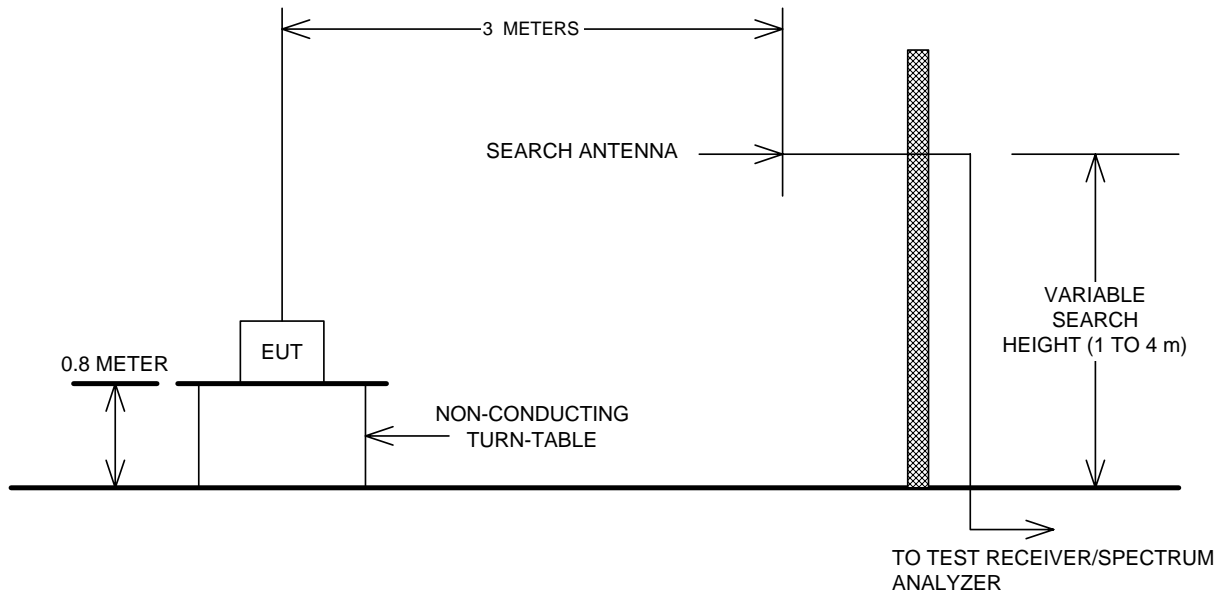 3 METERS
SEARCH ANTENNA
VARIABLE
SEARCH
HEIGHT (1 TO 4 m)
EUT
0.8 METER
NON-CONDUCTING
TURN-TABLE
TO TEST RECEIVER/SPECTRUM
ANALYZER